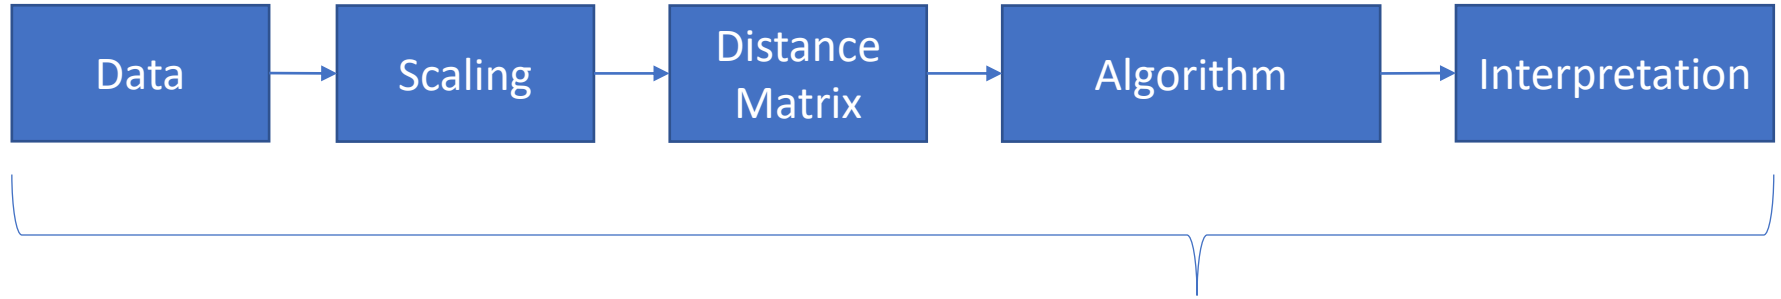 Data
Scaling
Distance
Matrix
Algorithm
Interpretation